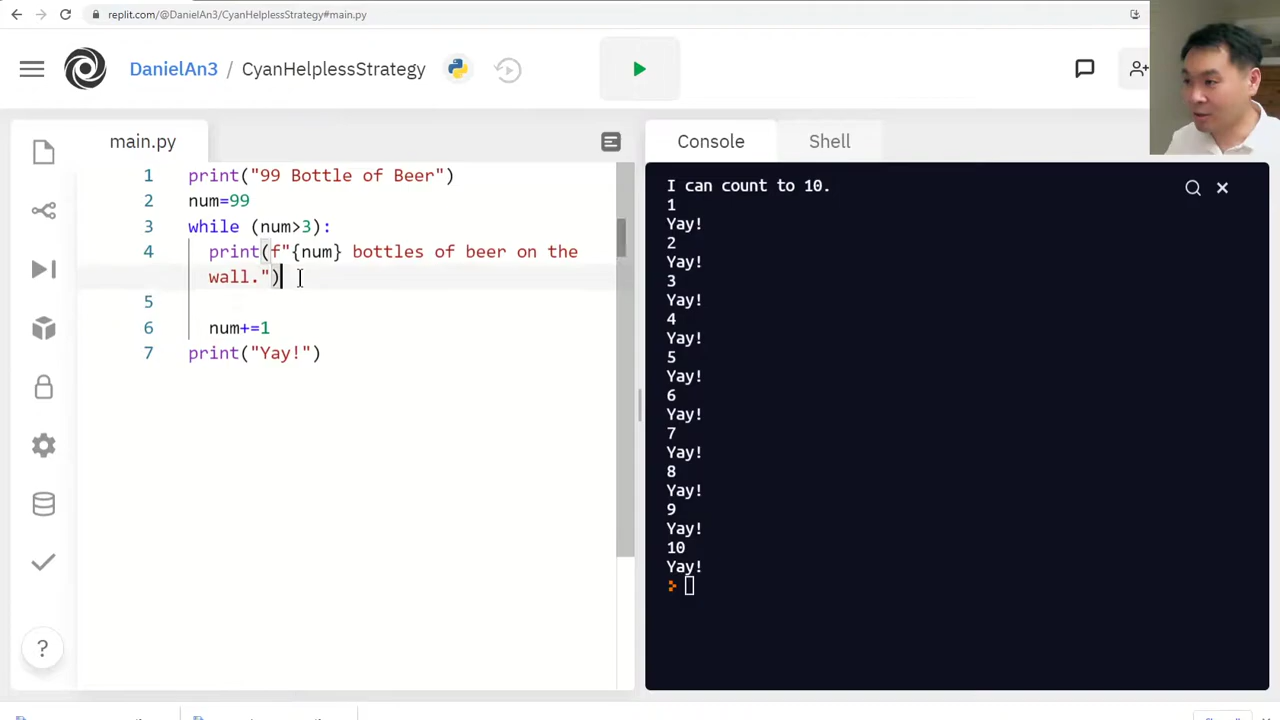 replit.com/@DanielAn3/CyanHelplessStrategy#main.py
DanielAn3 / CyanHelplessStrategy
main.py
Console
Shell
1 print("99 Bottle of Beer")
2 num=99
3 while (num>3):
4 print(f"{num} bottles of beer on the
wall.")
5
6 num+=1
7 print("Yay!")
I can count to 10.
1
Yay!
2
Yay!
3
Yay!
4
Yay!
5
Yay!
6
Yay!
7
Yay!
8
Yay!
9
Yay!
10
Yay!
?